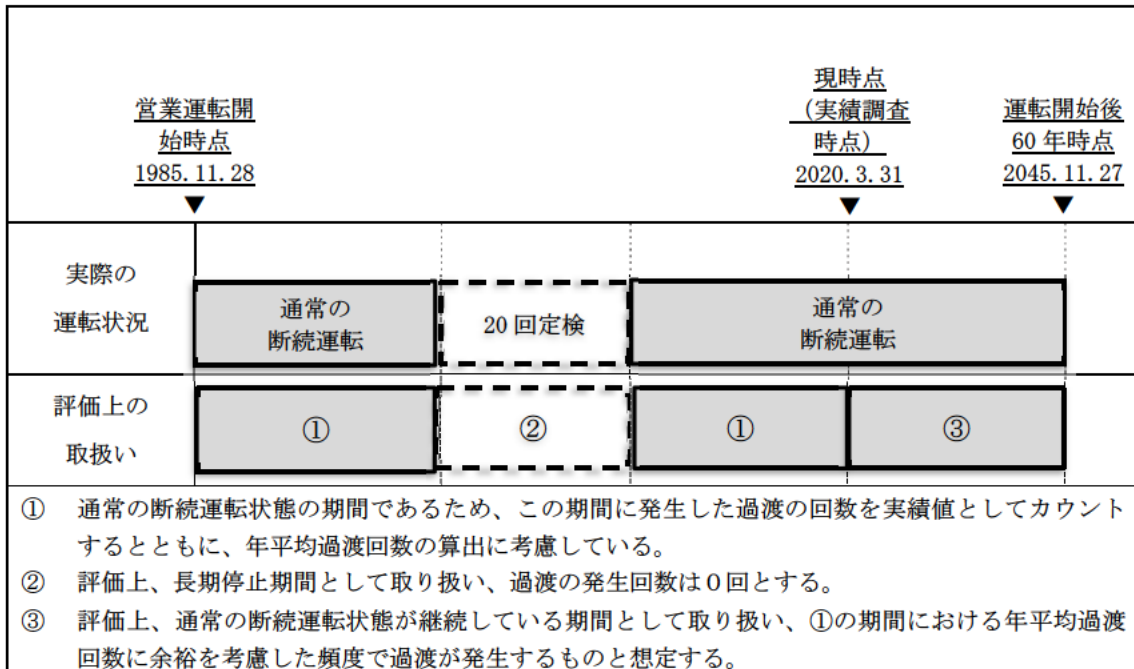 営業運転開
始時点
1985.11.28
▼
現時点
(実績調査
時点)
2020.3.31
▼
運転開始後
60年時点
2045.11.27
▼
実際の
運転状況
通常の
断続運転
20回定検
通常の
断続運転
評価上の
取扱い
①
②
①
③
① 通常の断続運転状態の期間であるため、この期間に発生した過渡の回数を実績値としてカウント
するとともに、年平均過渡回数の算出に考慮している。
② 評価上、長期停止期間として取り扱い、過渡の発生回数は0回とする。
③ 評価上、通常の断続運転状態が継続している期間として取り扱い、①の期間における年平均過渡
回数に余裕を考慮した頻度で過渡が発生するものと想定する。